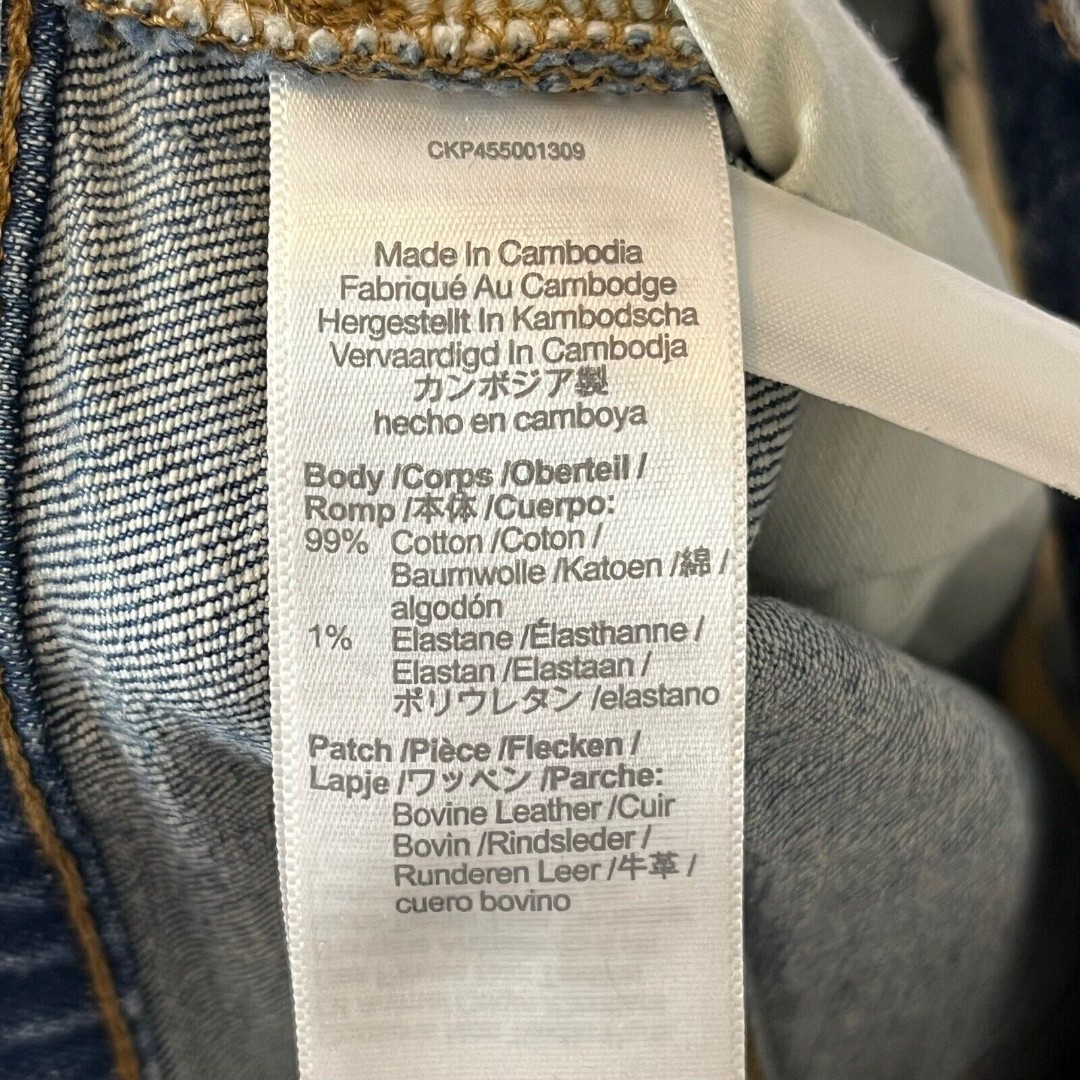 CKP455001309
Made In Cambodia
Fabriqué Au Cambodge
Hergestellt In Kambodscha
Vervaardigd In Cambodja
カンボジア製
hecho en camboya
Body /Corps /Oberteil /
Romp /本体 /Cuerpo:
99% Cotton /Coton /
Baumwolle /Katoen /綿 /
algodón
1% Elastane /Élasthanne /
Elastan /Elastaan /
ポリウレタン /elastano
Patch /Pièce /Flecken /
Lapje /ワッペン /Parche:
Bovine Leather /Cuir
Bovin /Rindsleder /
Runderen Leer /牛革 /
cuero bovino